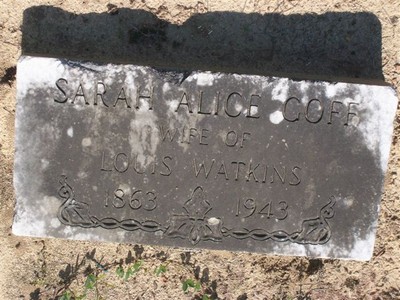 SARAH ALICE GOFF
WIFE OF
LOUIS WATKINS
1863 1943